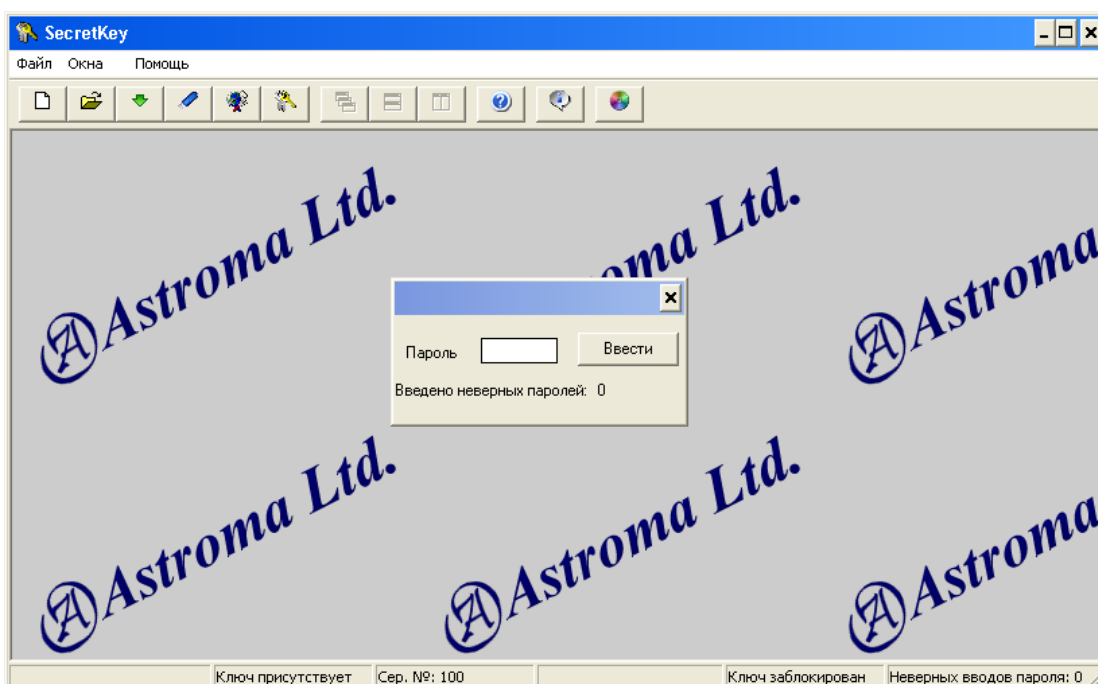 SecretKey
Файл Окна Помощь
Astroma Ltd.
Astroma Ltd.
Astroma
Пароль
Ввести
Введено неверных паролей: 0
Astroma Ltd.
Astroma Ltd.
Astroma
Ключ присутствует Сер. №: 100 Ключ заблокирован Неверных вводов пароля: 0